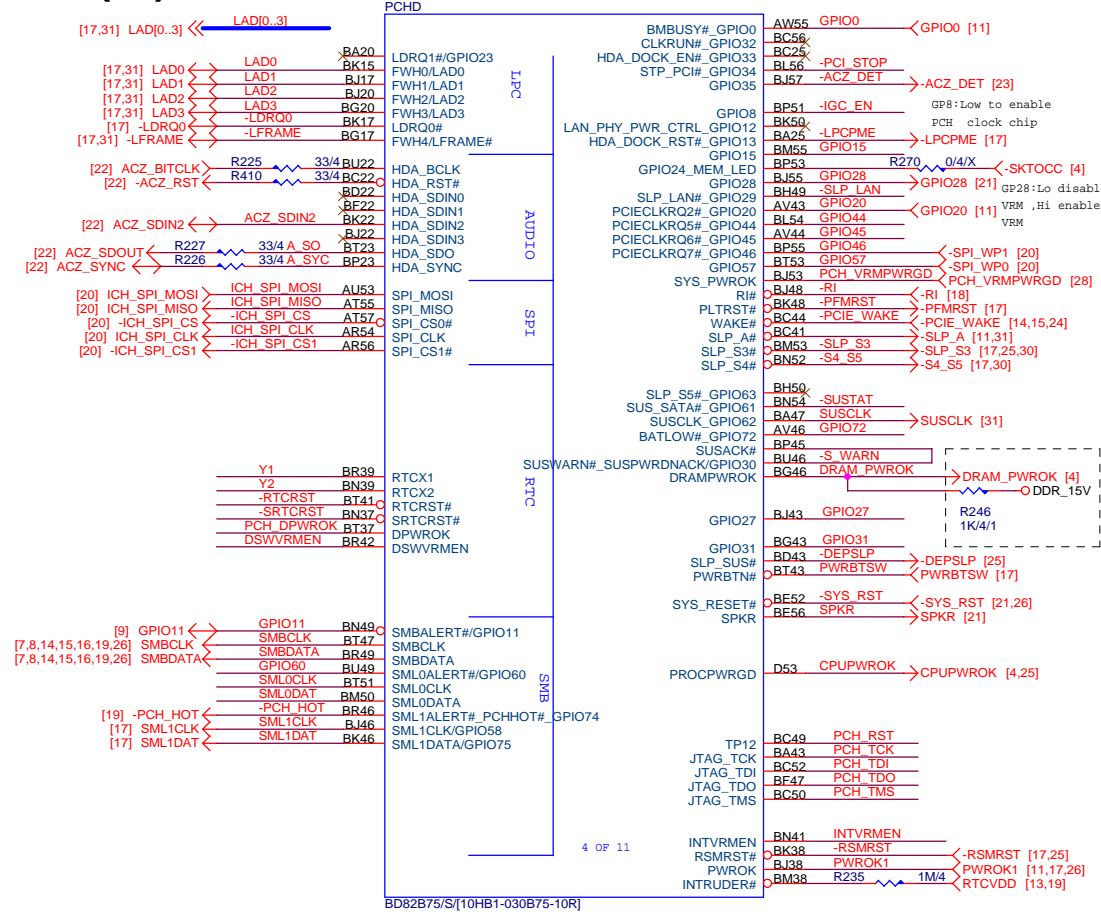 PCHD
[17,31] LAD[0..3] LAD[0..3]
BA20 LDRQ1#/GPIO23
[17,31] LAD0 LAD0 BK15 FWH0/LAD0
[17,31] LAD1 LAD1 BJ17 FWH1/LAD1
[17,31] LAD2 LAD2 BJ20 FWH2/LAD2
[17,31] LAD3 LAD3 BG20 FWH3/LAD3
[17] -LDRQ0 -LDRQ0 BK17 LDRQ0#
[17,31] -LFRAME -LFRAME BG17 FWH4/LFRAME#
LPC
[22] ACZ_BITCLK R225 33/4 BU22 HDA_BCLK
[22] -ACZ_RST R410 33/4 BC22 HDA_RST#
BD22 HDA_SDIN0
BF22 HDA_SDIN1
[22] ACZ_SDIN2 ACZ_SDIN2 BK22 HDA_SDIN2
BJ22 HDA_SDIN3
[22] ACZ_SDOUT R227 33/4 A_SO BT23 HDA_SDO
[22] ACZ_SYNC R226 33/4 A_SYC BP23 HDA_SYNC
AUDIO
[20] ICH_SPI_MOSI ICH_SPI_MOSI AU53 SPI_MOSI
[20] ICH_SPI_MISO ICH_SPI_MISO AT55 SPI_MISO
[20] -ICH_SPI_CS -ICH_SPI_CS AT57 SPI_CS0#
[20] ICH_SPI_CLK ICH_SPI_CLK AR54 SPI_CLK
[20] -ICH_SPI_CS1 -ICH_SPI_CS1 AR56 SPI_CS1#
SPI
Y1 BR39 RTCX1
Y2 BN39 RTCX2
-RTCRST BT41 RTCRST#
-SRTCRST BN37 SRTCRST#
PCH_DPWROK BT37 DPWROK
DSWVRMEN BR42 DSWVRMEN
RTC
[9] GPIO11 GPIO11 BN49 SMBALERT#/GPIO11
[7,8,14,15,16,19,26] SMBCLK SMBCLK BT47 SMBCLK
[7,8,14,15,16,19,26] SMBDATA SMBDATA BR49 SMBDATA
GPIO60 BU49 SML0ALERT#/GPIO60
SML0CLK BT51 SML0CLK
SML0DAT BM50 SML0DATA
[19] -PCH_HOT -PCH_HOT BR46 SML1ALERT#_PCHHOT#_GPIO74
[17] SML1CLK SML1CLK BJ46 SML1CLK/GPIO58
[17] SML1DAT SML1DAT BK46 SML1DATA/GPIO75
SMB
BMBUSY#_GPIO0 AW55 GPIO0 GPIO0 [11]
CLKRUN#_GPIO32 BC56
HDA_DOCK_EN#_GPIO33 BC25
STP_PCI#_GPIO34 BL56 -PCI_STOP
GPIO35 BJ57 -ACZ_DET -ACZ_DET [23]
GPIO8 BP51 -IGC_EN
GP8:Low to enable
PCH clock chip
LAN_PHY_PWR_CTRL_GPIO12 BK50
HDA_DOCK_RST#_GPIO13 BA25 -LPCPME -LPCPME [17]
GPIO15 BM55 GPIO15
GPIO24_MEM_LED BP53 R270 0/4/X -SKTOCC [4]
GPIO28 BJ55 GPIO28 GPIO28 [21]
GP28:Lo disabl
VRM ,Hi enable
VRM
SLP_LAN#_GPIO29 BH49 -SLP_LAN
PCIECLKRQ2#_GPIO20 AV43 GPIO20 GPIO20 [11]
PCIECLKRQ5#_GPIO44 BL54 GPIO44
PCIECLKRQ6#_GPIO45 AV44 GPIO45
PCIECLKRQ7#_GPIO46 BP55 GPIO46 -SPI_WP1 [20]
GPIO57 BT53 GPIO57 -SPI_WP0 [20]
SYS_PWROK BJ53 PCH_VRMPWRGD PCH_VRMPWRGD [28]
RI# BJ48 -RI -RI [18]
PLTRST# BK48 -PFMRST -PFMRST [17]
WAKE# BC44 -PCIE_WAKE -PCIE_WAKE [14,15,24]
SLP_A# BC41 -SLP_A [11,31]
SLP_S3# BM53 -SLP_S3 -SLP_S3 [17,25,30]
SLP_S4# BN52 -S4_S5 -S4_S5 [17,30]
SLP_S5#_GPIO63 BH50
SUS_SATA#_GPIO61 BN54 -SUSTAT
SUSCLK_GPIO62 BA47 SUSCLK SUSCLK [31]
BATLOW#_GPIO72 AV46 GPIO72
SUSACK# BP45
SUSWARN#_SUSPWRDNACK/GPIO30 BU46 -S_WARN
DRAMPWROK BG46 DRAM_PWROK DRAM_PWROK [4]
DDR_15V
R246
1K/4/1
GPIO27 BJ43 GPIO27
GPIO31 BG43 GPIO31
SLP_SUS# BD43 -DEPSLP -DEPSLP [25]
PWRBTN# BT43 PWRBTSW PWRBTSW [17]
SYS_RESET# BE52 -SYS_RST -SYS_RST [21,26]
SPKR BE56 SPKR SPKR [21]
PROCPWRGD D53 CPUPWROK CPUPWROK [4,25]
TP12 BC49 PCH_RST
JTAG_TCK BA43 PCH_TCK
JTAG_TDI BC52 PCH_TDI
JTAG_TDO BF47 PCH_TDO
JTAG_TMS BC50 PCH_TMS
INTVRMEN BN41 INTVRMEN
RSMRST# BK38 -RSMRST -RSMRST [17,25]
PWROK BJ38 PWROK1 PWROK1 [11,17,26]
INTRUDER# BM38 R235 1M/4 RTCVDD [13,19]
4 OF 11
BD82B75/S/[10HB1-030B75-10R]